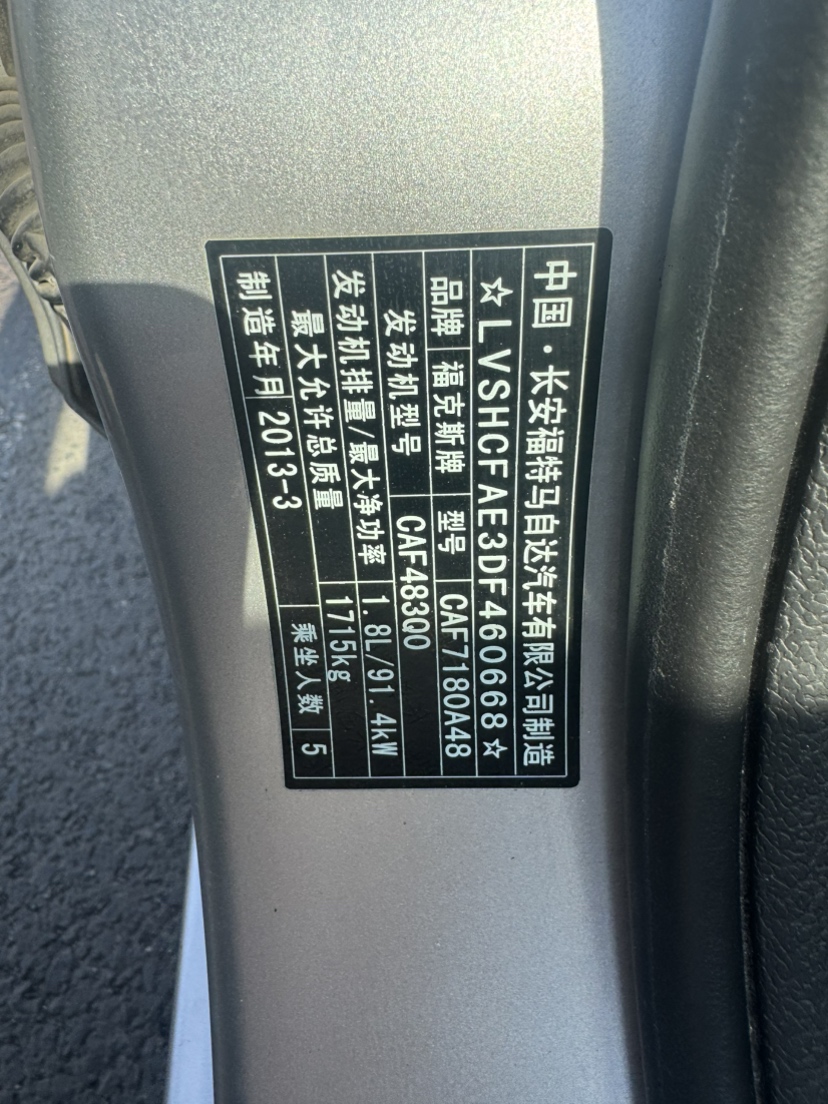 中国·长安福特马自达汽车有限公司制造
☆LVSHCFAE3DF460668☆
品牌 福克斯牌 型号 CAF7180A48
发动机型号 CAF483Q0
发动机排量/最大净功率 1.8L/91.4kW
最大允许总质量 1715kg
制造年月 2013-3 乘坐人数 5